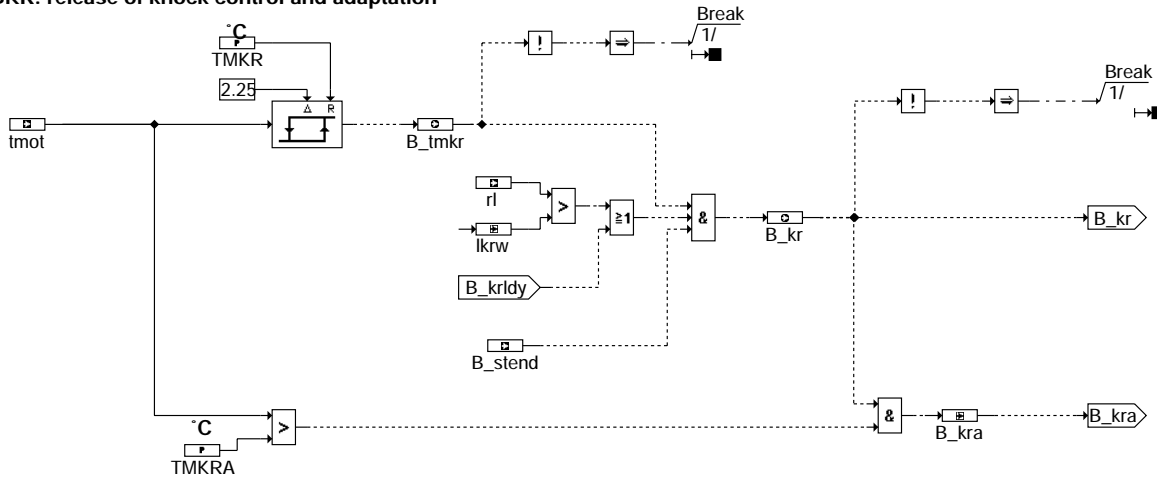 KR: release of knock control and adaptation
Break
1/
°C
P
TMKR
!
⇒
Break
1/
2.25
Δ R
!
⇒
tmot
B_tmkr
rl
>
≧1
&
B_kr
B_kr
lkrw
B_krldy
B_stend
&
B_kra
B_kra
°C
>
P
TMKRA